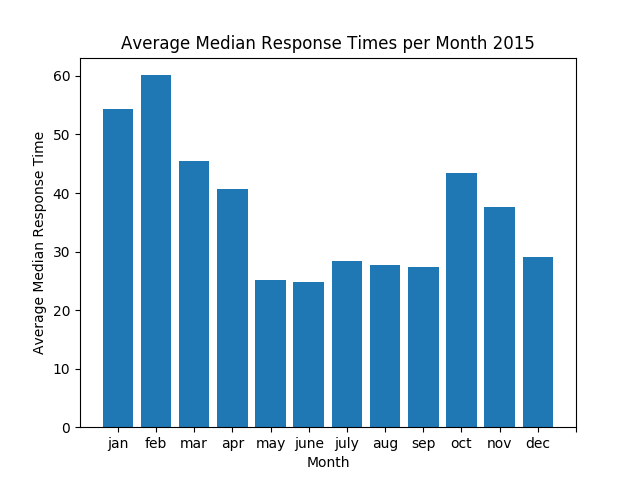 Average Median Response Times per Month 2015
Average Median Response Time
60
50
40
30
20
10
0
jan feb mar apr may june july aug sep oct nov dec
Month